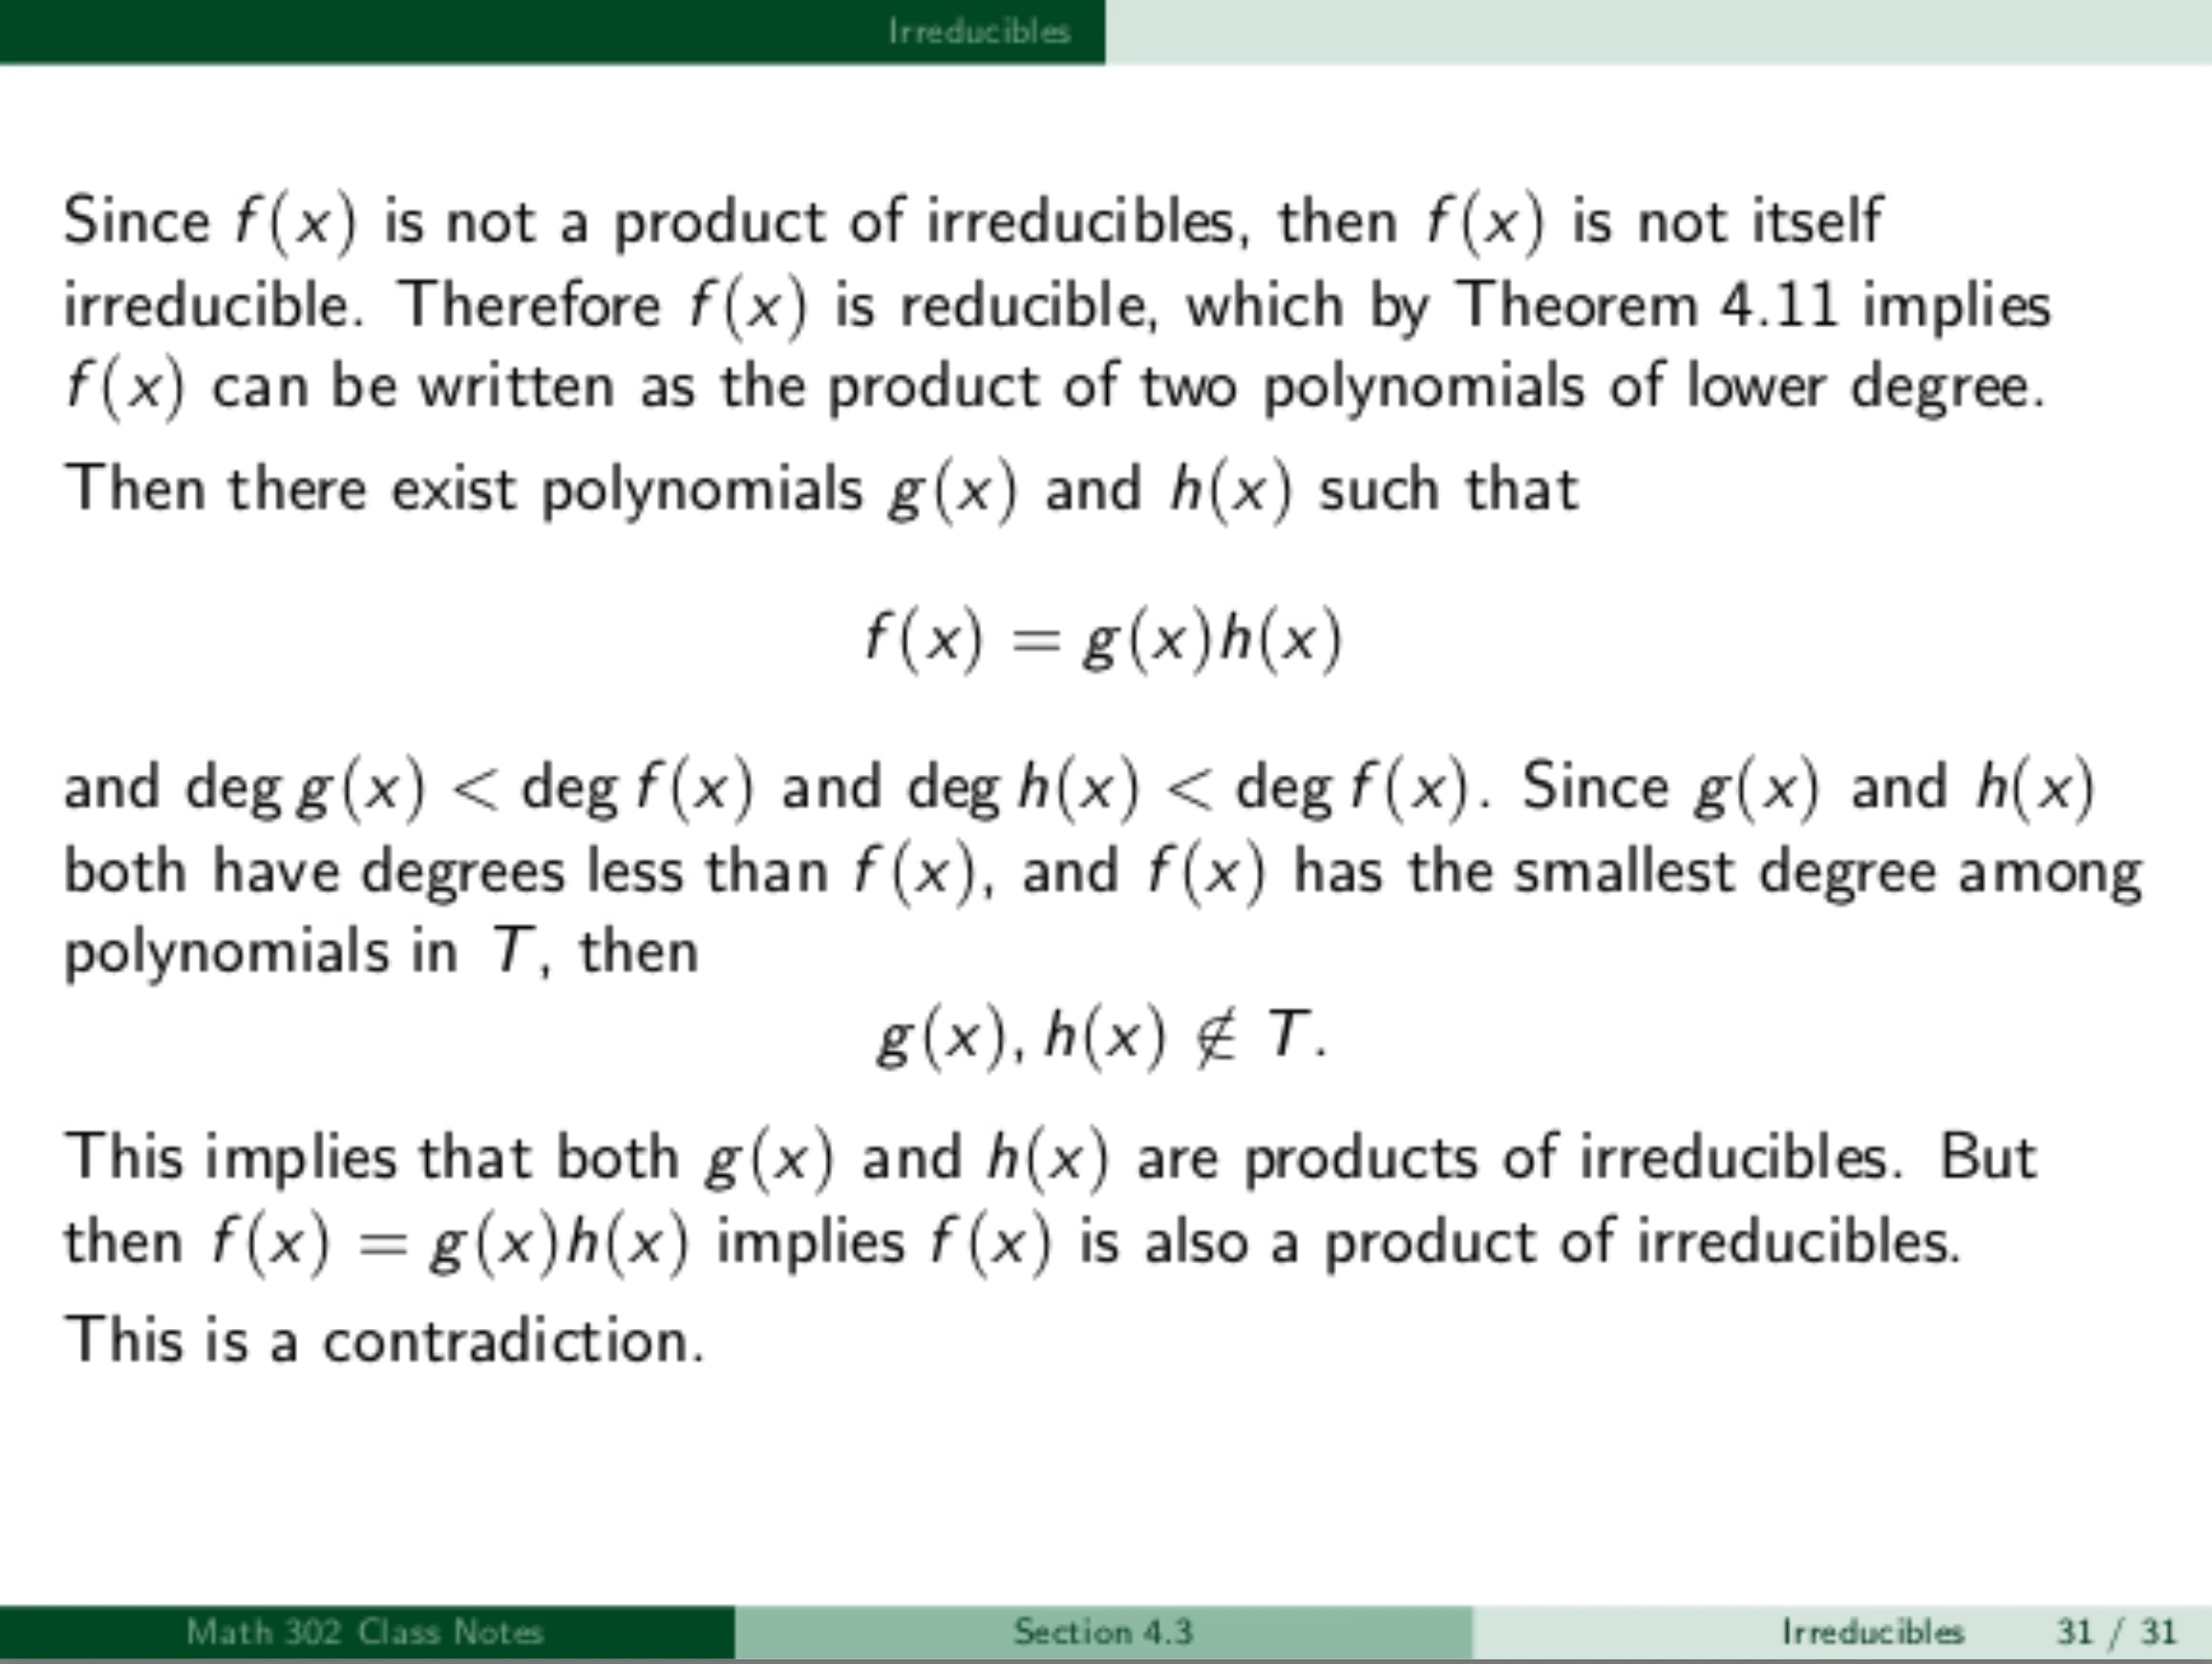 Irreducibles
Since f(x) is not a product of irreducibles, then f(x) is not itself
irreducible. Therefore f(x) is reducible, which by Theorem 4.11 implies
f(x) can be written as the product of two polynomials of lower degree.
Then there exist polynomials g(x) and h(x) such that
f(x) = g(x)h(x)
and deg g(x) < deg f(x) and deg h(x) < deg f(x). Since g(x) and h(x)
both have degrees less than f(x), and f(x) has the smallest degree among
polynomials in T, then
g(x), h(x) ∉ T.
This implies that both g(x) and h(x) are products of irreducibles. But
then f(x) = g(x)h(x) implies f(x) is also a product of irreducibles.
This is a contradiction.
Math 302 Class Notes Section 4.3 Irreducibles 31 / 31